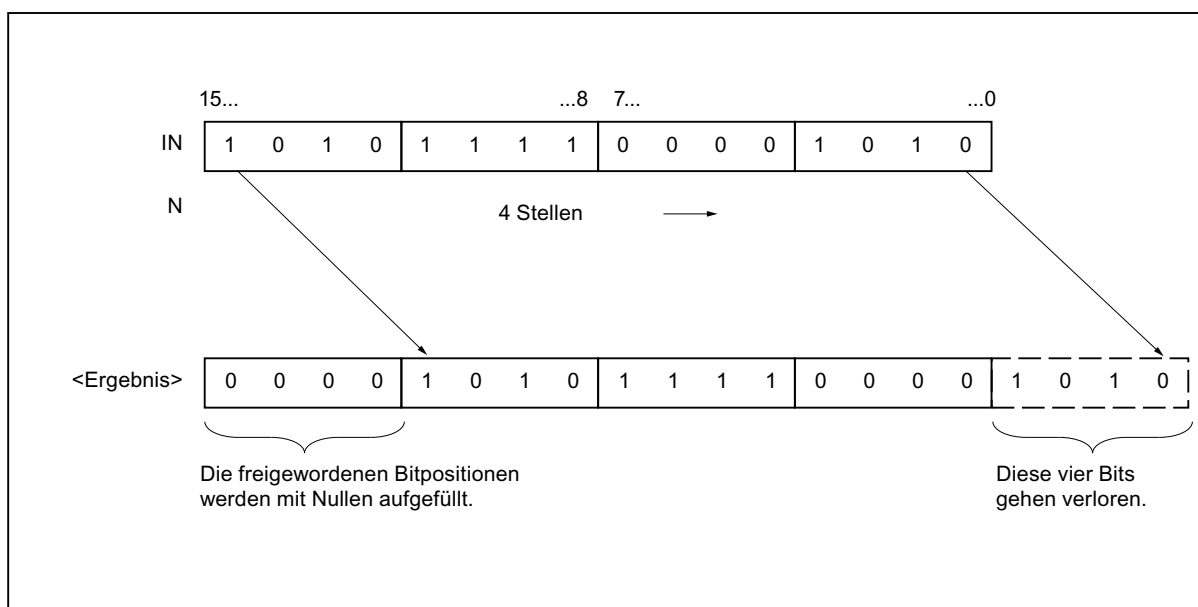 15... ...8 7... ...0
IN 1 0 1 0 1 1 1 1 0 0 0 0 1 0 1 0
N 4 Stellen
<Ergebnis> 0 0 0 0 1 0 1 0 1 1 1 1 0 0 0 0 1 0 1 0
Die freigewordenen Bitpositionen
werden mit Nullen aufgefüllt.
Diese vier Bits
gehen verloren.